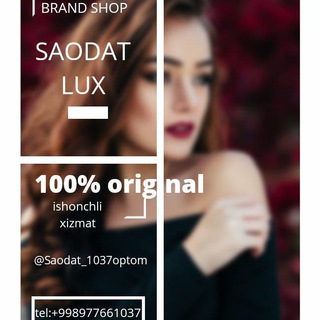 BRAND SHOP
SAODAT
LUX
100% original
ishonchli
xizmat
@Saodat_1037optom
tel:+998977661037